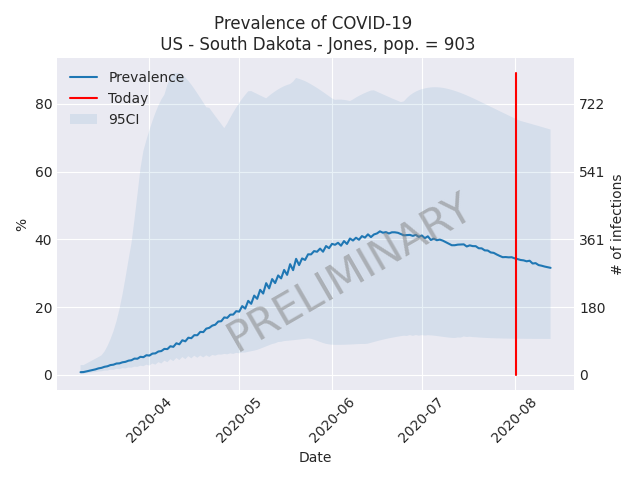 Prevalence of COVID-19
US - South Dakota - Jones, pop. = 903
Prevalence
Today
95CI
80
60
40
20
0
%
722
541
361
180
0
# of infections
PRELIMINARY
2020-04
2020-05
2020-06
2020-07
2020-08
Date